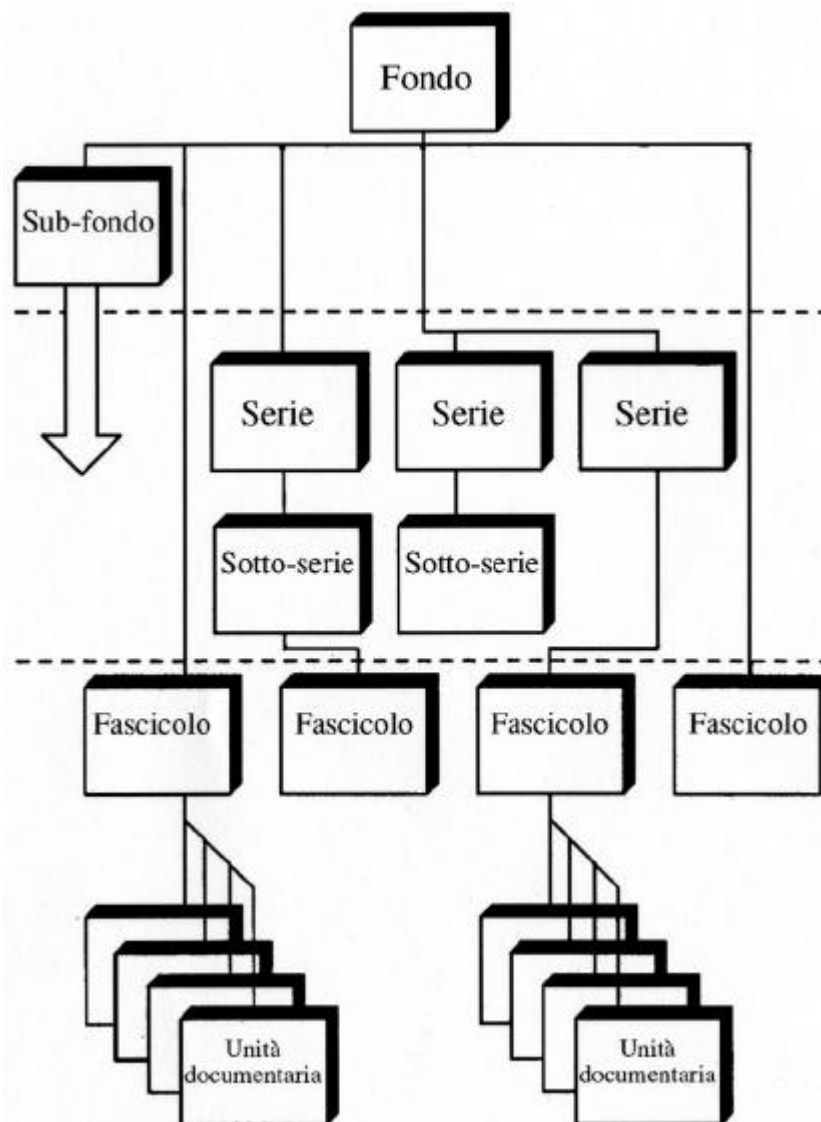 Fondo
Sub-fondo
Serie
Serie
Serie
Sotto-serie
Sotto-serie
Fascicolo
Fascicolo
Fascicolo
Fascicolo
Unità
documentaria
Unità
documentaria